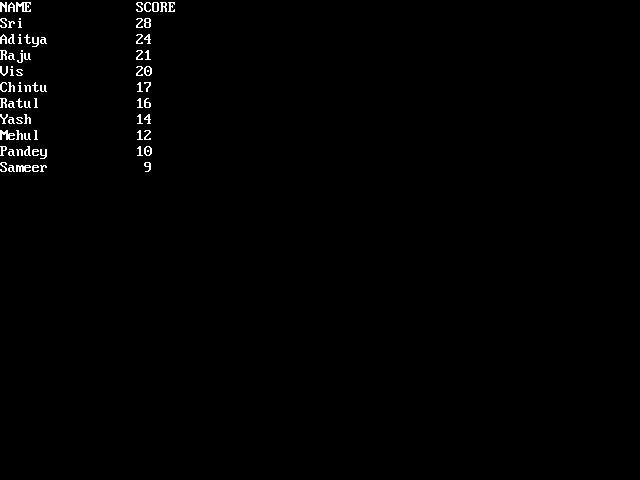 NAME SCORE
Sri 28
Aditya 24
Raju 21
Vis 20
Chintu 17
Ratul 16
Yash 14
Mehul 12
Pandey 10
Sameer 9